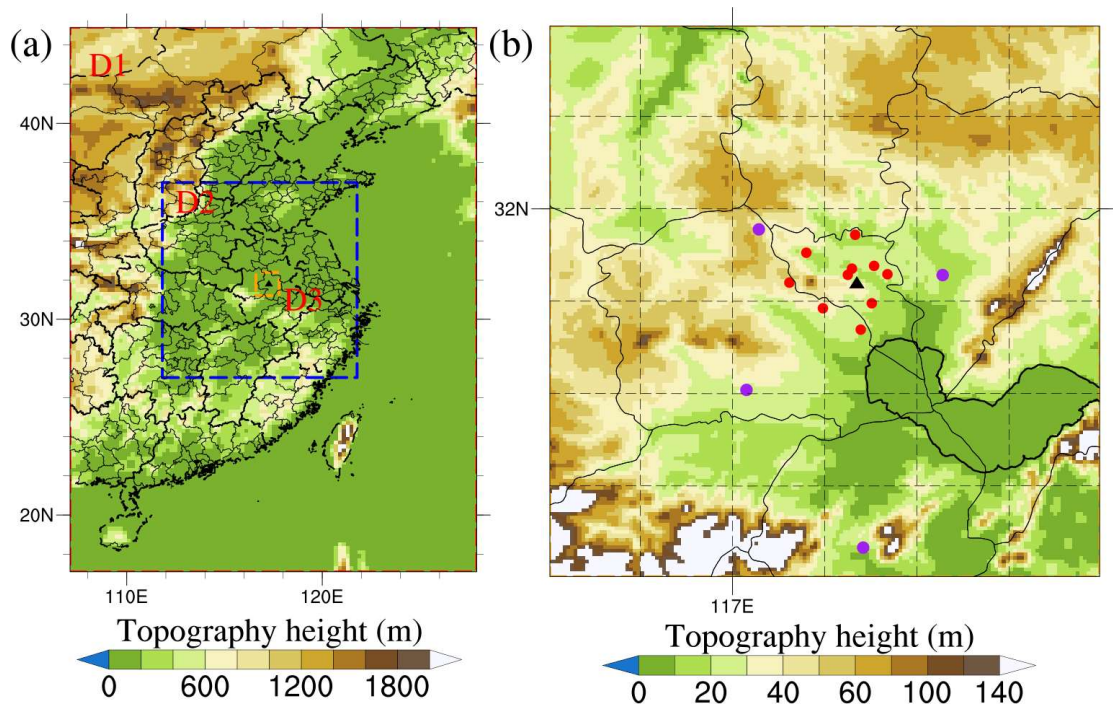 (a)
D1
D2
D3
40N
30N
20N
110E 120E
Topography height (m)
0 600 1200 1800
(b)
32N
117E
Topography height (m)
0 20 40 60 100 140